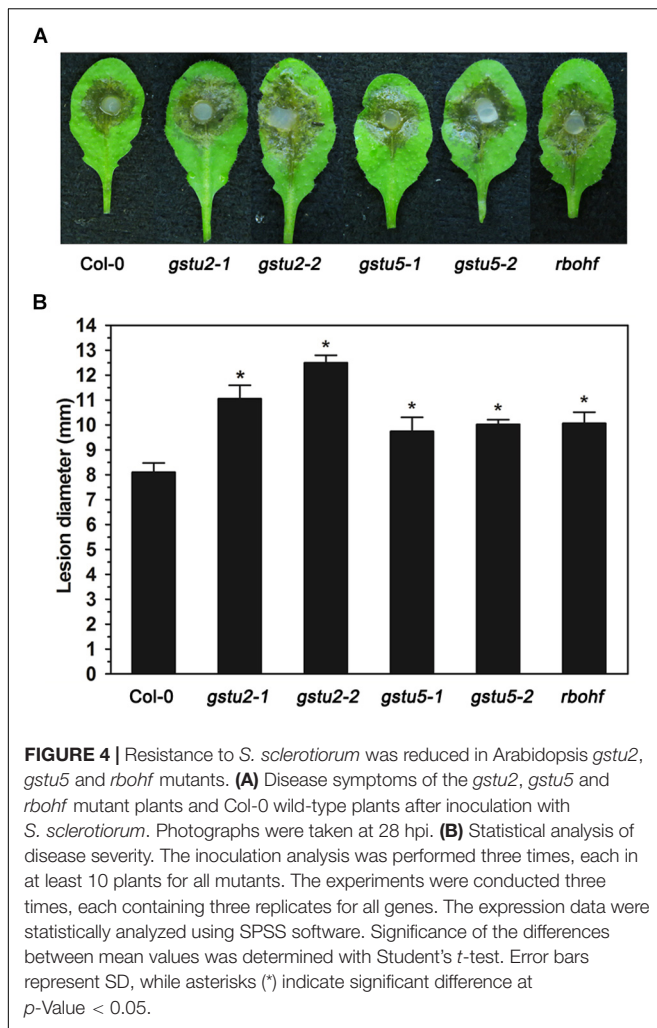 A
Col-0 gstu2-1 gstu2-2 gstu5-1 gstu5-2 rbohf
B
14
13
12
11
10
9
8
7
6
5
4
3
2
1
0
Lesion diameter (mm)
* * * * *
Col-0 gstu2-1 gstu2-2 gstu5-1 gstu5-2 rbohf
FIGURE 4 | Resistance to S. sclerotiorum was reduced in Arabidopsis gstu2,
gstu5 and rbohf mutants. (A) Disease symptoms of the gstu2, gstu5 and
rbohf mutant plants and Col-0 wild-type plants after inoculation with
S. sclerotiorum. Photographs were taken at 28 hpi. (B) Statistical analysis of
disease severity. The inoculation analysis was performed three times, each in
at least 10 plants for all mutants. The experiments were conducted three
times, each containing three replicates for all genes. The expression data were
statistically analyzed using SPSS software. Significance of the differences
between mean values was determined with Student's t-test. Error bars
represent SD, while asterisks (*) indicate significant difference at
p-Value < 0.05.